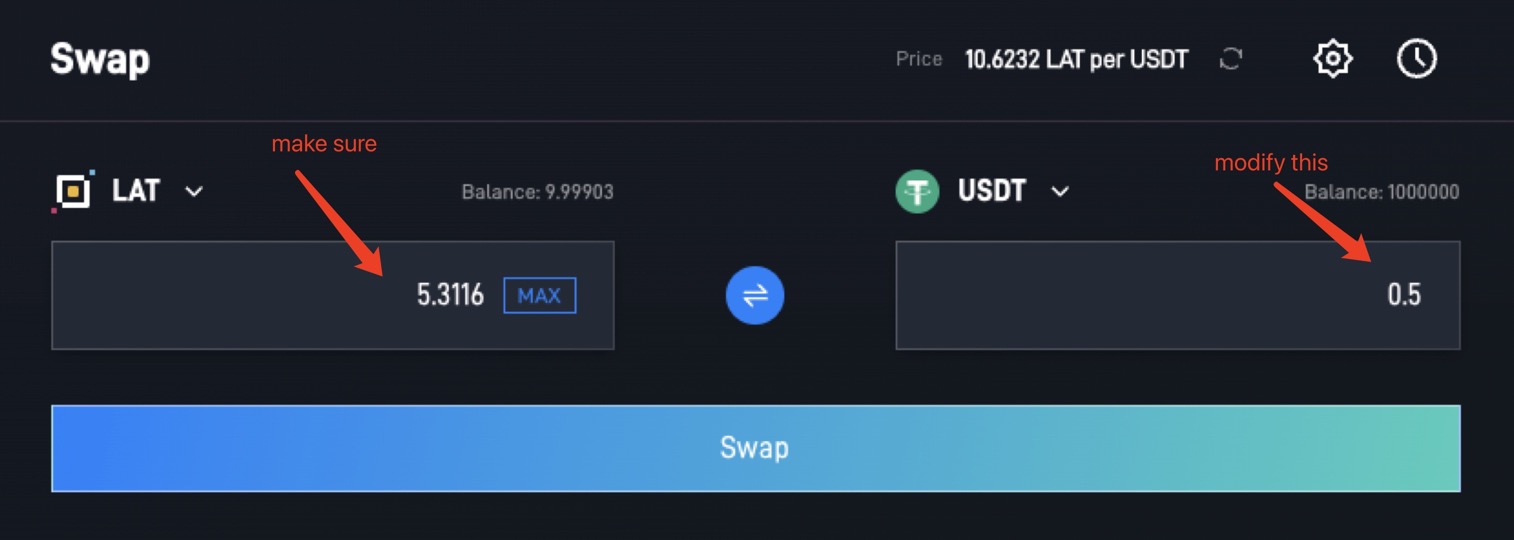 Swap
Price 10.6232 LAT per USDT
make sure
modify this
LAT
Balance: 9.99903
USDT
Balance: 1000000
5.3116 MAX
0.5
Swap